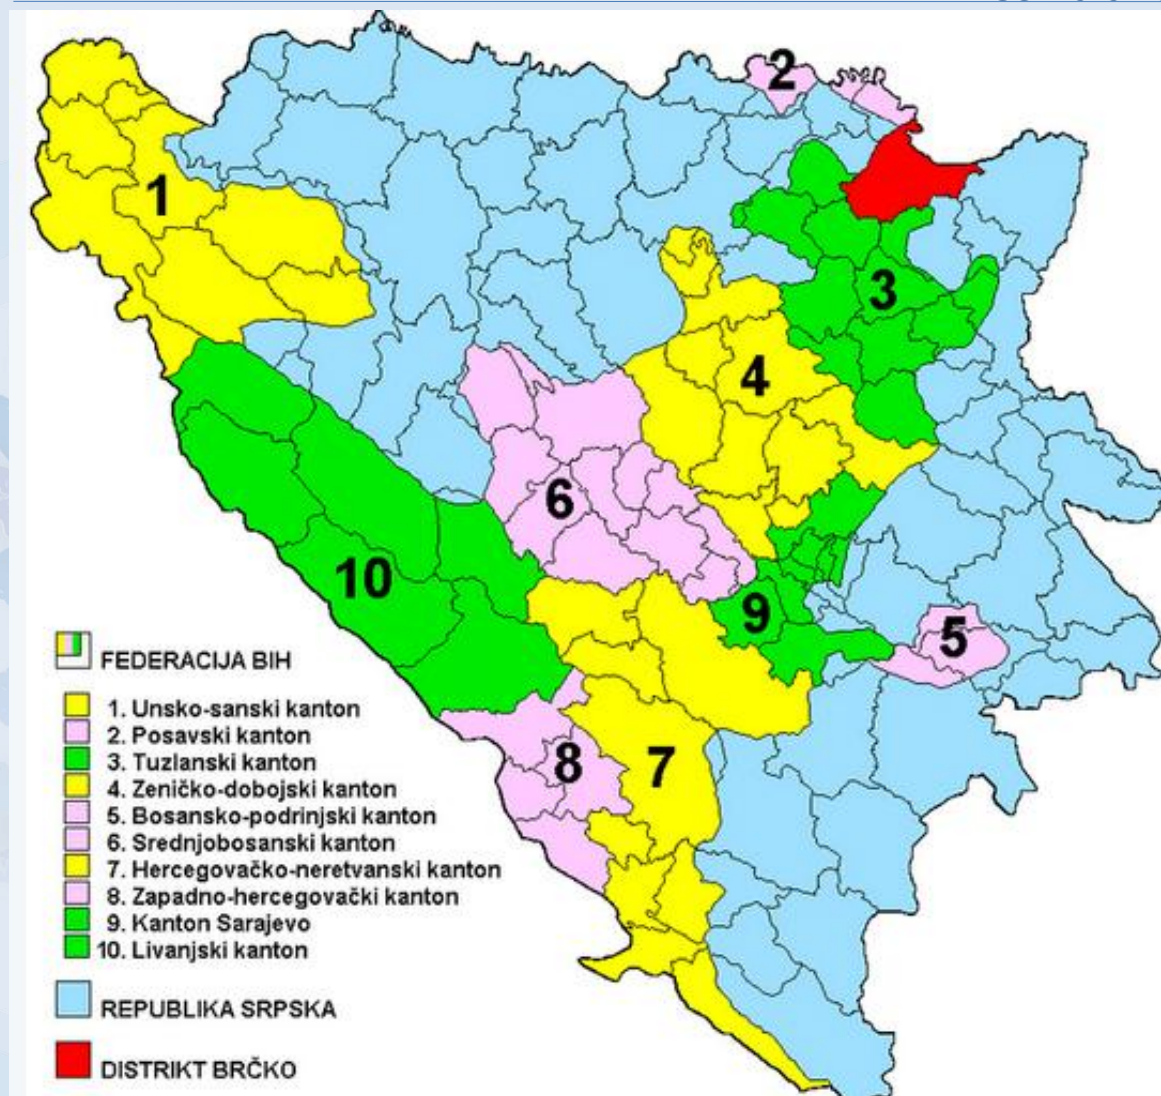 2
1
3
4
6
10
9
5
8
7
FEDERACIJA BIH
1. Unsko-sanski kanton
2. Posavski kanton
3. Tuzlanski kanton
4. Zeničko-dobojski kanton
5. Bosansko-podrinjski kanton
6. Srednjobosanski kanton
7. Hercegovačko-neretvanski kanton
8. Zapadno-hercegovački kanton
9. Kanton Sarajevo
10. Livanjski kanton
REPUBLIKA SRPSKA
DISTRIKT BRČKO